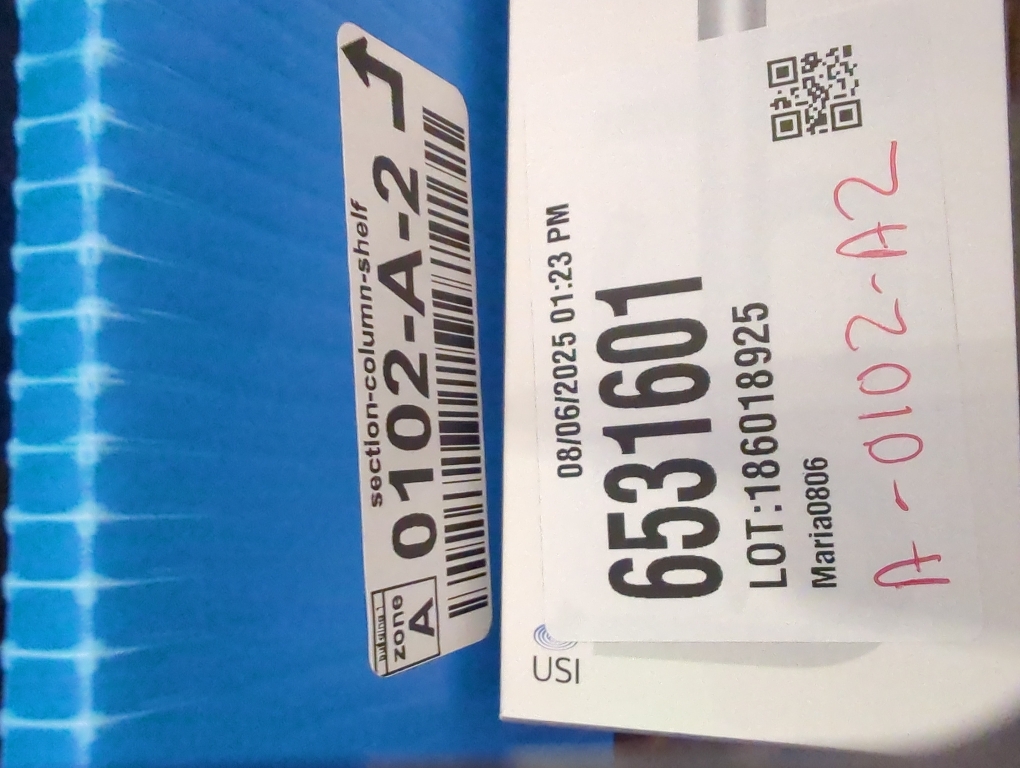 section-column-shelf
zone
A
0102-A-2
USI
08/06/2025 01:23 PM
6531601
LOT:186018925
Maria0806
A-0102-A2